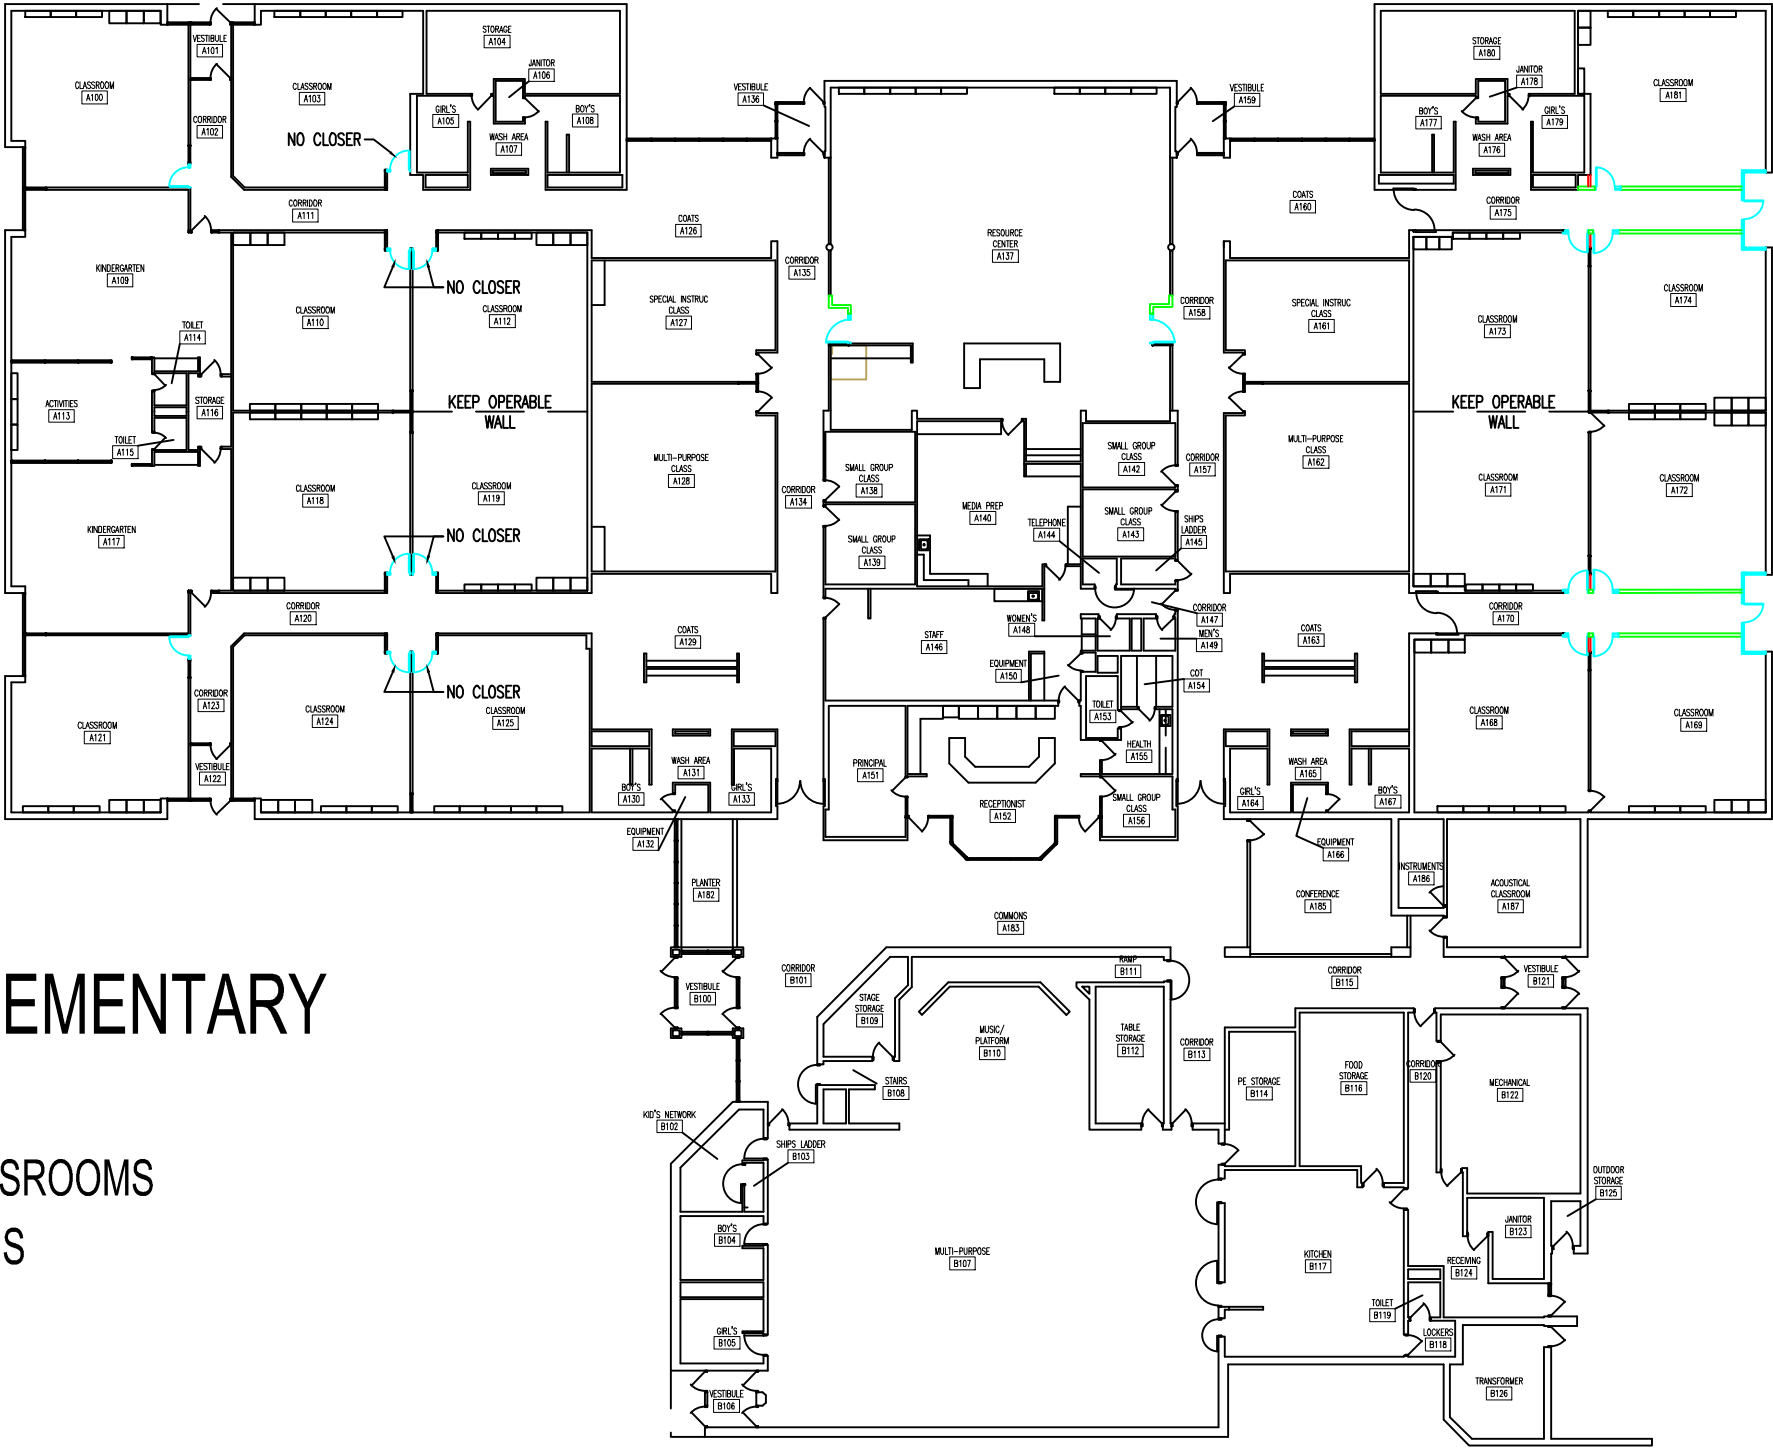 CLASSROOM
A100
VESTIBULE
A101
CORRIDOR
A102
CLASSROOM
A103
NO CLOSER
STORAGE
A104
JANITOR
A106
GIRL'S
A105
BOY'S
A108
WASH AREA
A107
CORRIDOR
A111
VESTIBULE
A136
VESTIBULE
A159
STORAGE
A180
JANITOR
A178
BOY'S
A177
GIRL'S
A179
WASH AREA
A176
CLASSROOM
A181
CORRIDOR
A175
COATS
A126
COATS
A160
RESOURCE
CENTER
A137
CORRIDOR
A135
CORRIDOR
A158
KINDERGARTEN
A109
CLASSROOM
A110
NO CLOSER
CLASSROOM
A112
SPECIAL INSTRUC
CLASS
A127
SPECIAL INSTRUC
CLASS
A161
CLASSROOM
A173
CLASSROOM
A174
TOILET
A114
ACTIVITIES
A113
STORAGE
A116
TOILET
A115
KEEP OPERABLE
WALL
KEEP OPERABLE
WALL
KINDERGARTEN
A117
CLASSROOM
A118
CLASSROOM
A119
NO CLOSER
MULTI-PURPOSE
CLASS
A128
CORRIDOR
A134
SMALL GROUP
CLASS
A138
SMALL GROUP
CLASS
A139
MEDIA PREP
A140
SMALL GROUP
CLASS
A142
SMALL GROUP
CLASS
A143
TELEPHONE
A144
SHIPS
LADDER
A145
CORRIDOR
A157
MULTI-PURPOSE
CLASS
A162
CLASSROOM
A171
CLASSROOM
A172
CORRIDOR
A120
COATS
A129
STAFF
A146
WOMEN'S
A148
CORRIDOR
A147
MEN'S
A149
EQUIPMENT
A150
COT
A154
TOILET
A153
HEALTH
A155
COATS
A163
CORRIDOR
A170
CLASSROOM
A121
CORRIDOR
A123
VESTIBULE
A122
CLASSROOM
A124
NO CLOSER
CLASSROOM
A125
WASH AREA
A131
BOY'S
A130
GIRL'S
A133
EQUIPMENT
A132
PRINCIPAL
A151
RECEPTIONIST
A152
SMALL GROUP
CLASS
A156
WASH AREA
A165
GIRL'S
A164
BOY'S
A167
EQUIPMENT
A166
CLASSROOM
A168
CLASSROOM
A169
PLANTER
A182
COMMONS
A183
CONFERENCE
A185
INSTRUMENTS
A186
ACOUSTICAL
CLASSROOM
A187
EMENTARY
VESTIBULE
B100
CORRIDOR
B101
STAGE
STORAGE
B109
MUSIC/
PLATFORM
B110
RAMP
B111
TABLE
STORAGE
B112
CORRIDOR
B113
CORRIDOR
B115
VESTIBULE
B121
STAIRS
B108
PE STORAGE
B114
FOOD
STORAGE
B116
CORRIDOR
B120
MECHANICAL
B122
KID'S NETWORK
B102
SHIPS LADDER
B103
SROOMS
S
BOY'S
B104
GIRL'S
B105
VESTIBULE
B106
MULTI-PURPOSE
B107
KITCHEN
B117
OUTDOOR
STORAGE
B125
JANITOR
B123
RECEIVING
B124
TOILET
B119
LOCKERS
B118
TRANSFORMER
B126